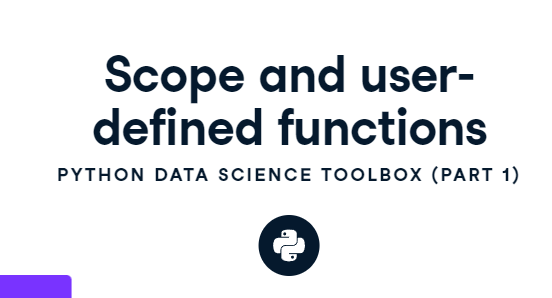 Scope and user-
defined functions
PYTHON DATA SCIENCE TOOLBOX (PART 1)